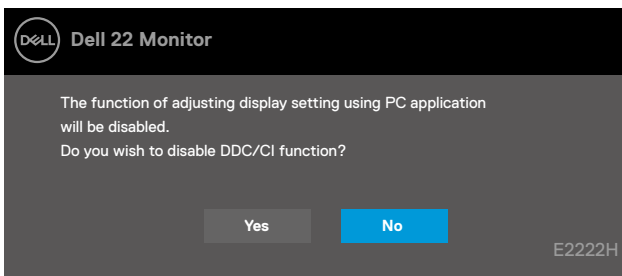 DELL Dell 22 Monitor
The function of adjusting display setting using PC application
will be disabled.
Do you wish to disable DDC/CI function?
Yes No
E2222H